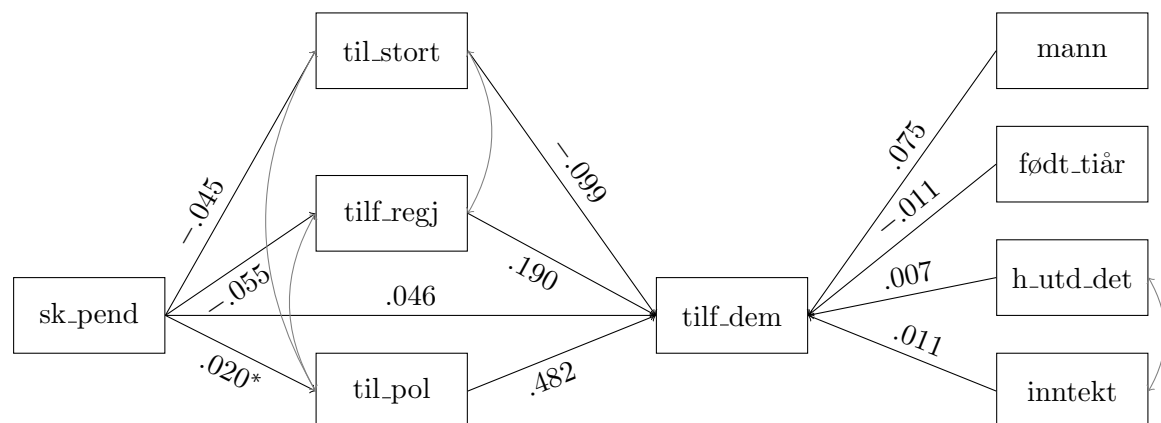 til_stort
mann
.075
−.099
født_tiår
−.045
−.011
tilf_regj
.190
h_utd_det
.007
−.055
.046
sk_pend
tilf_dem
.011
.020*
.482
til_pol
inntekt